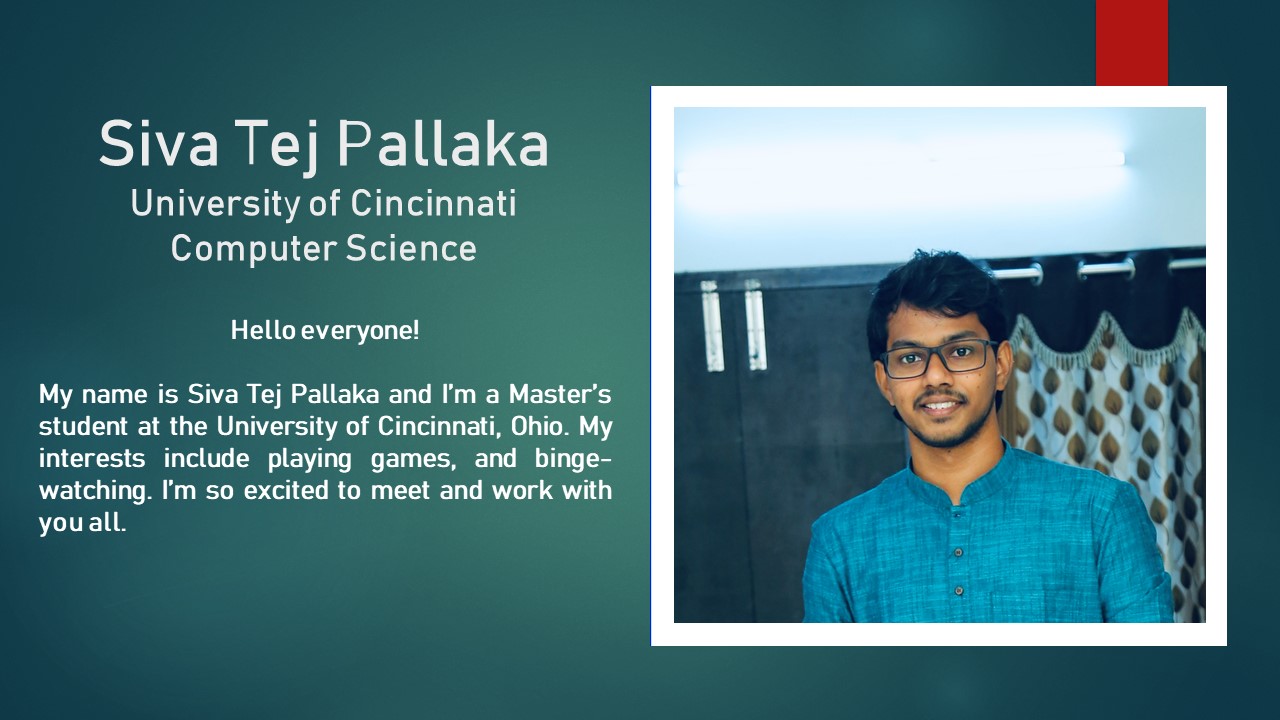 Siva Tej Pallaka
University of Cincinnati
Computer Science
Hello everyone!
My name is Siva Tej Pallaka and I'm a Master's
student at the University of Cincinnati, Ohio. My
interests include playing games, and binge-
watching. I'm so excited to meet and work with
you all.